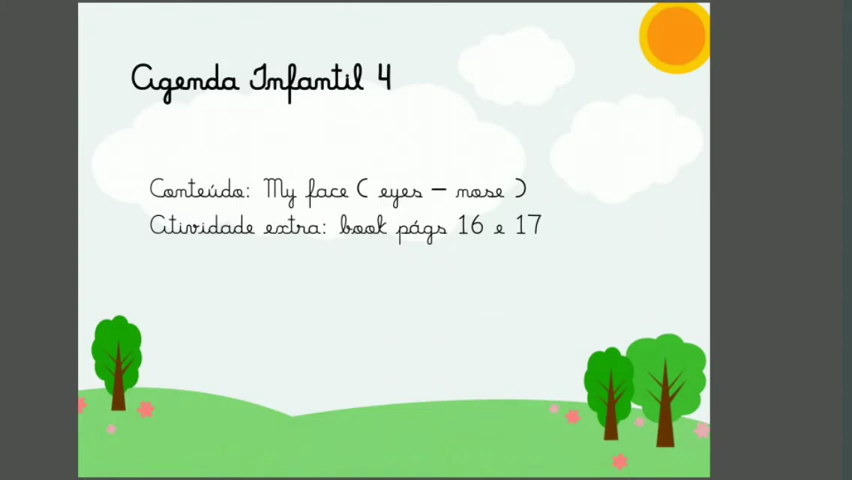 Agenda Infantil 4
Conteúdo: My face ( eyes – nose )
Atividade extra: book págs 16 e 17